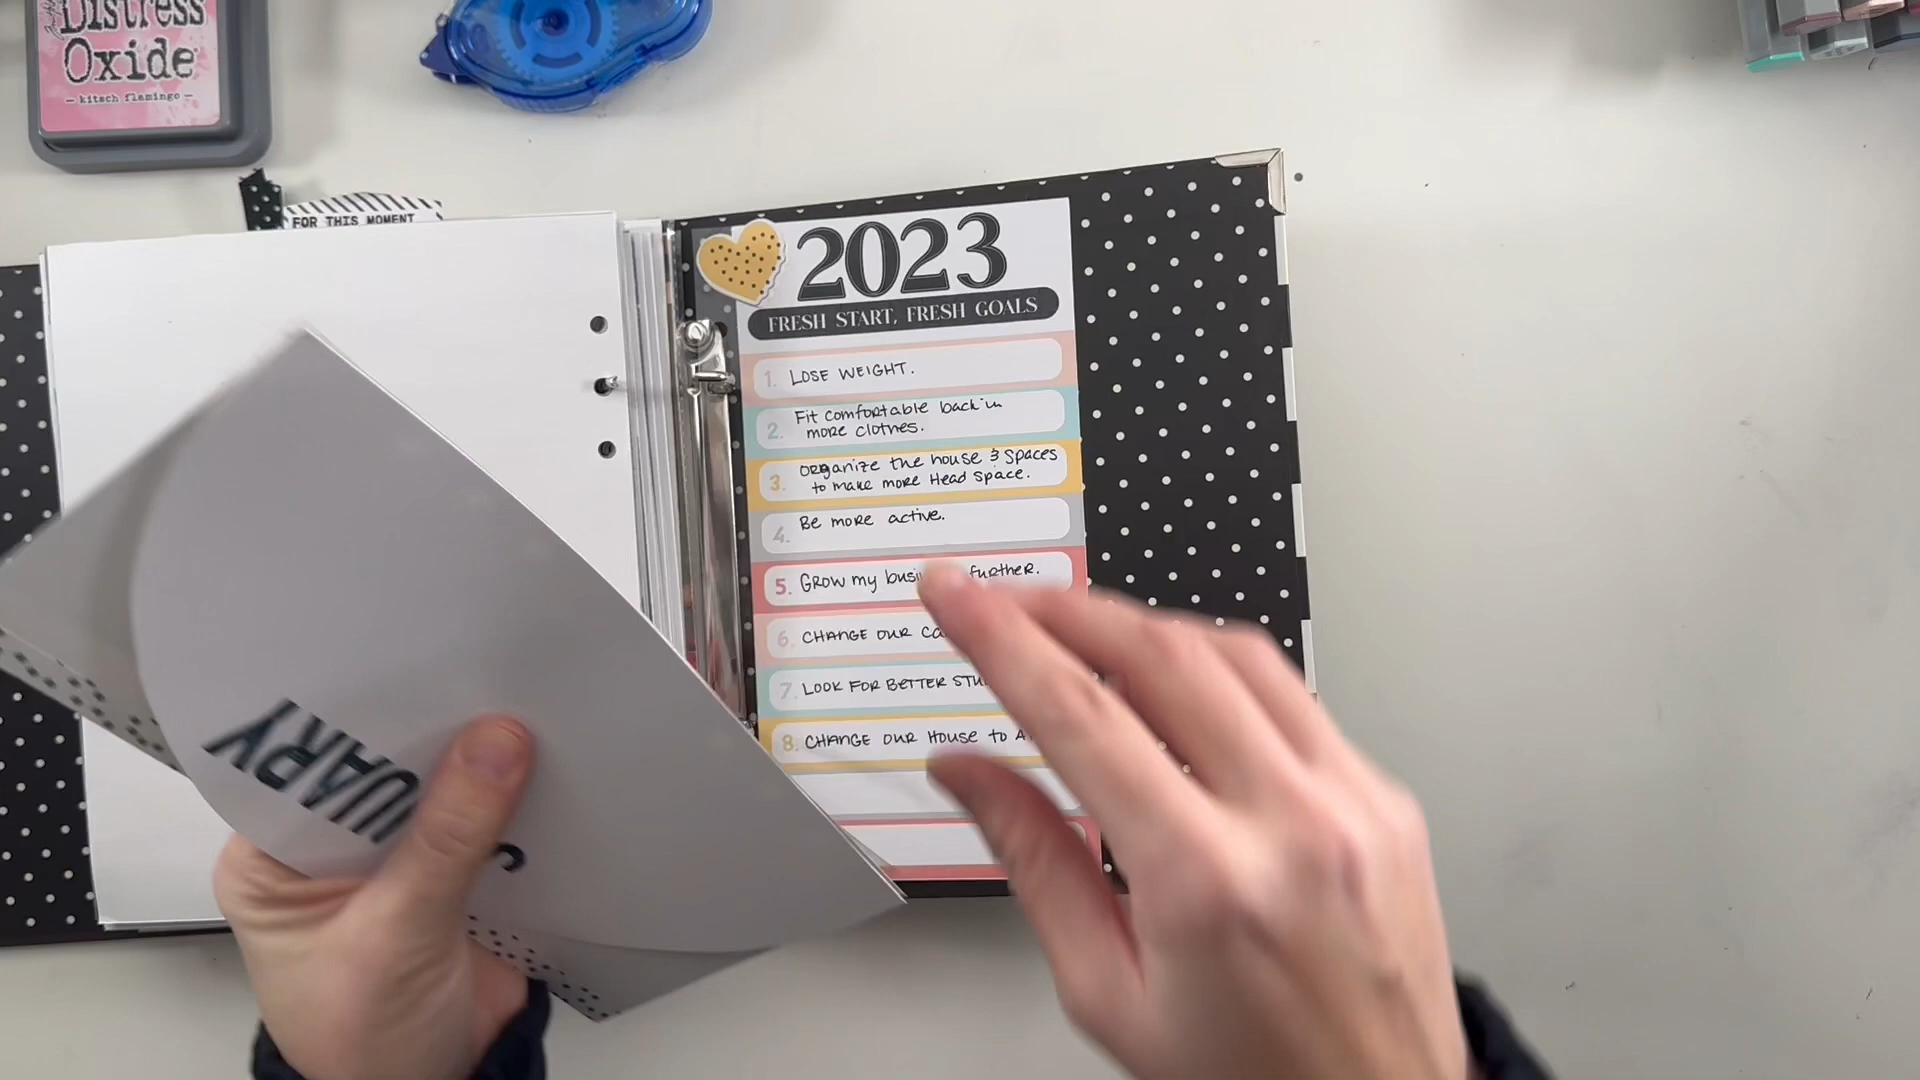 Distress
Oxide
– kitsch flamingo –
FOR THIS MOMENT
2023
FRESH START, FRESH GOALS
1. LOSE WEIGHT.
2. Fit comfortable back in
more clothes.
3. organize the house & spaces
to make more Head space.
4. Be more active.
5. Grow my further.
6. CHANGE OUR
7. LOOK FOR BETTER
8. CHANGE OUR House to
UARY